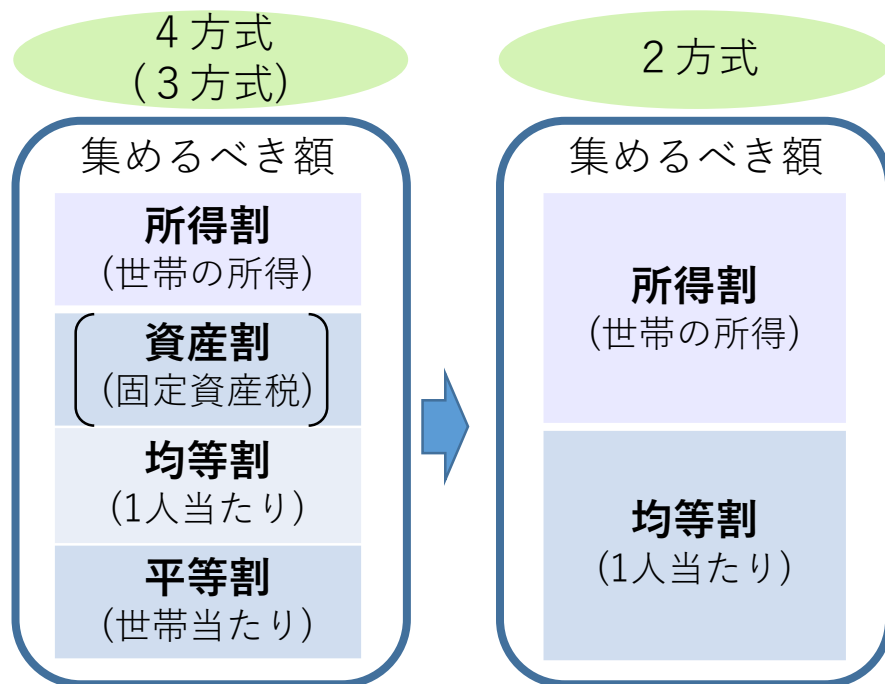 ４方式
(３方式)
集めるべき額
所得割
(世帯の所得)
資産割
(固定資産税)
均等割
(1人当たり)
平等割
(世帯当たり)
２方式
集めるべき額
所得割
(世帯の所得)
均等割
(1人当たり)